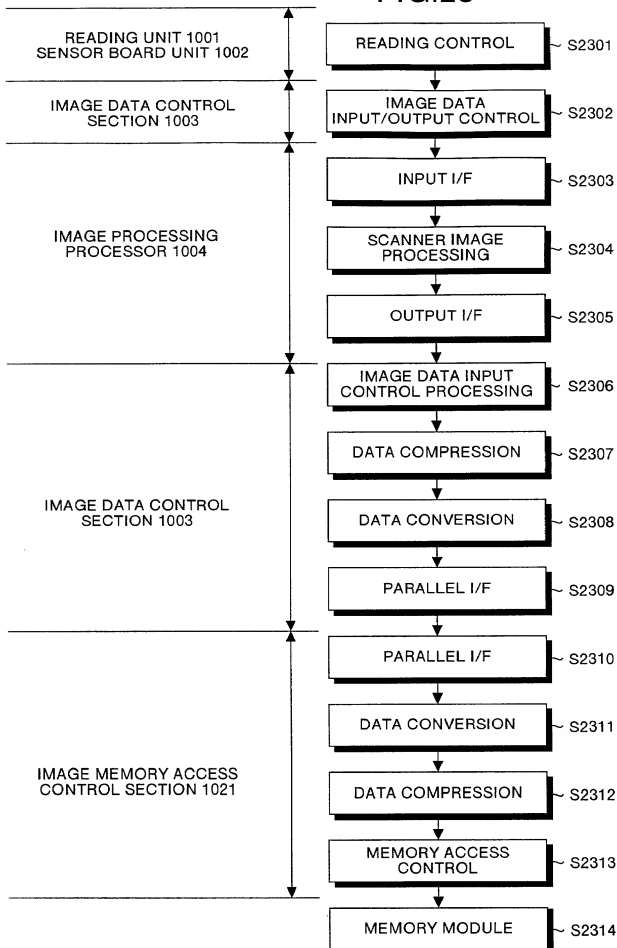 READING UNIT 1001
SENSOR BOARD UNIT 1002
READING CONTROL
~ S2301
IMAGE DATA CONTROL
SECTION 1003
IMAGE DATA
INPUT/OUTPUT CONTROL
~ S2302
IMAGE PROCESSING
PROCESSOR 1004
INPUT I/F
~ S2303
SCANNER IMAGE
PROCESSING
~ S2304
OUTPUT I/F
~ S2305
IMAGE DATA CONTROL
SECTION 1003
IMAGE DATA INPUT
CONTROL PROCESSING
~ S2306
DATA COMPRESSION
~ S2307
DATA CONVERSION
~ S2308
PARALLEL I/F
~ S2309
IMAGE MEMORY ACCESS
CONTROL SECTION 1021
PARALLEL I/F
~ S2310
DATA CONVERSION
~ S2311
DATA COMPRESSION
~ S2312
MEMORY ACCESS
CONTROL
~ S2313
MEMORY MODULE
~ S2314